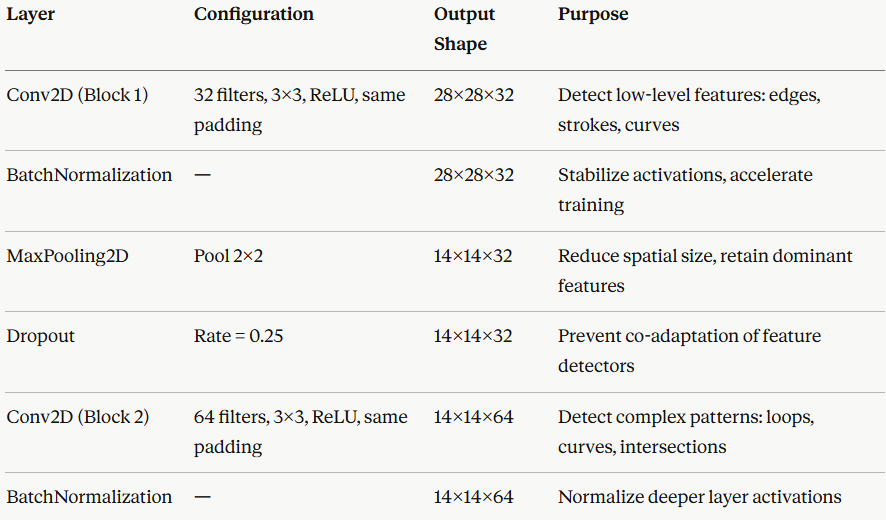 Layer Configuration Output Purpose
Shape
Conv2D (Block 1) 32 filters, 3×3, ReLU, same 28×28×32 Detect low-level features: edges,
padding strokes, curves
BatchNormalization — 28×28×32 Stabilize activations, accelerate
training
MaxPooling2D Pool 2×2 14×14×32 Reduce spatial size, retain dominant
features
Dropout Rate = 0.25 14×14×32 Prevent co-adaptation of feature
detectors
Conv2D (Block 2) 64 filters, 3×3, ReLU, same 14×14×64 Detect complex patterns: loops,
padding curves, intersections
BatchNormalization — 14×14×64 Normalize deeper layer activations